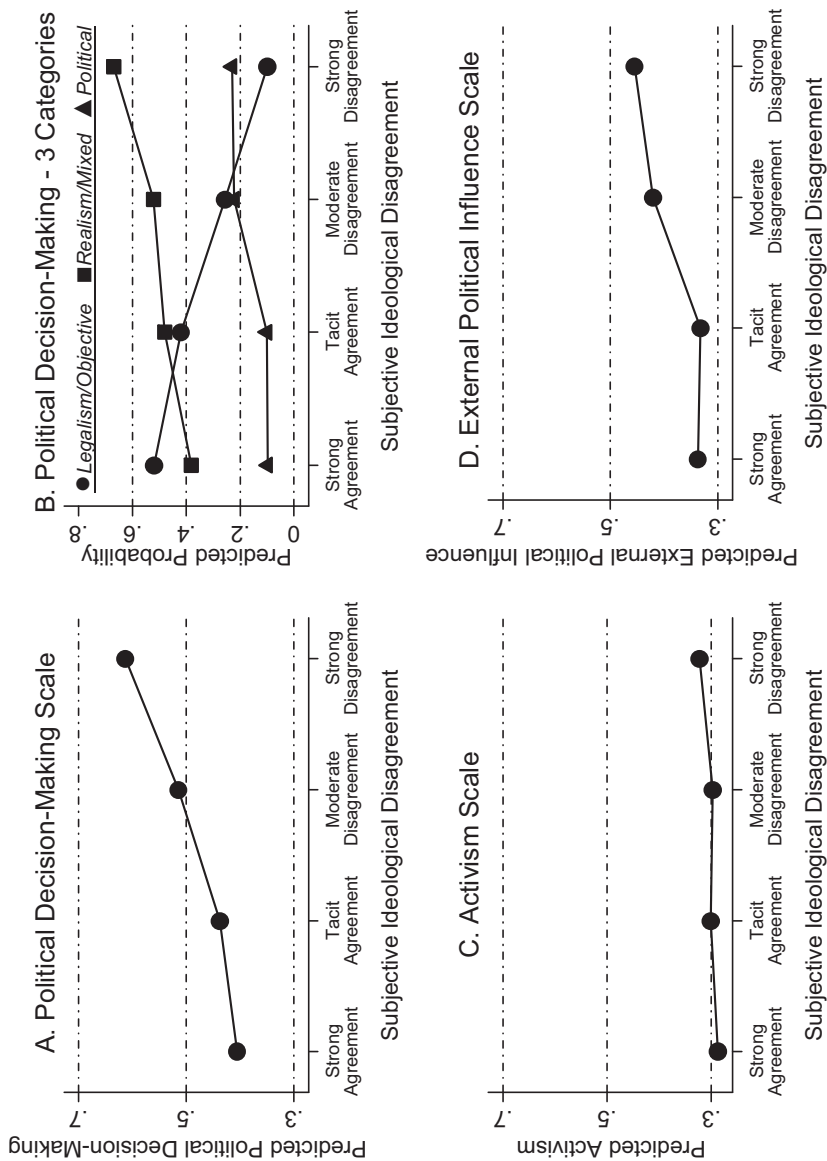 A. Political Decision-Making Scale
Predicted Political Decision-Making
.7
.5
.3
Strong
Agreement
Tacit
Agreement
Moderate
Disagreement
Strong
Disagreement
Subjective Ideological Disagreement
B. Political Decision-Making - 3 Categories
Legalism/Objective Realism/Mixed Political
Predicted Probability
.8
.6
.4
.2
0
Strong
Agreement
Tacit
Agreement
Moderate
Disagreement
Strong
Disagreement
Subjective Ideological Disagreement
C. Activism Scale
Predicted Activism
.7
.5
.3
Strong
Agreement
Tacit
Agreement
Moderate
Disagreement
Strong
Disagreement
Subjective Ideological Disagreement
D. External Political Influence Scale
Predicted External Political Influence
.7
.5
.3
Strong
Agreement
Tacit
Agreement
Moderate
Disagreement
Strong
Disagreement
Subjective Ideological Disagreement